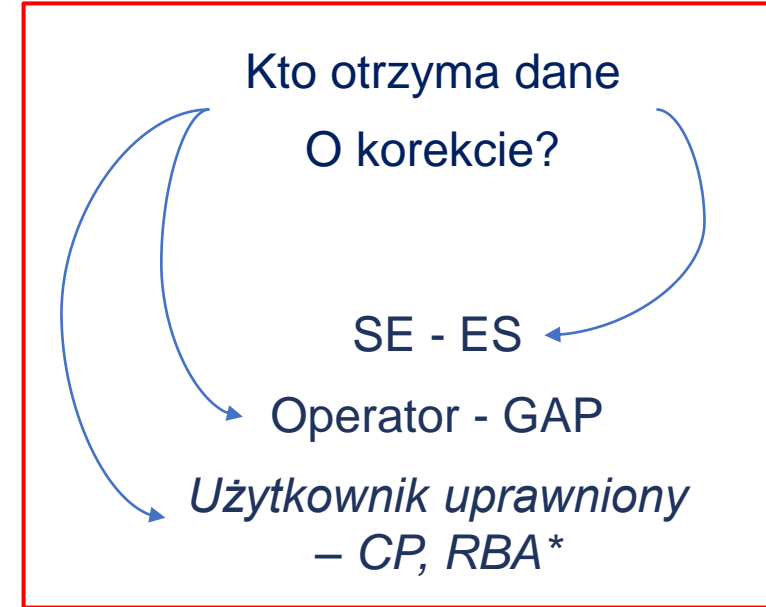 Kto otrzyma dane
O korekcie?
SE - ES
Operator - GAP
Użytkownik uprawniony
– CP, RBA*